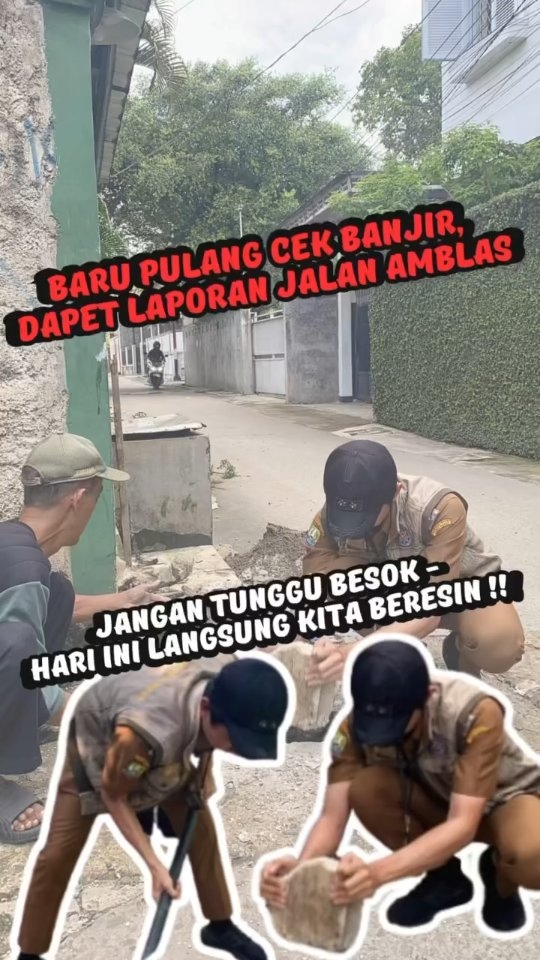 BARU PULANG CEK BANJIR,
DAPET LAPORAN JALAN AMBLAS
JANGAN TUNGGU BESOK -
HARI INI LANGSUNG KITA BERESIN !!